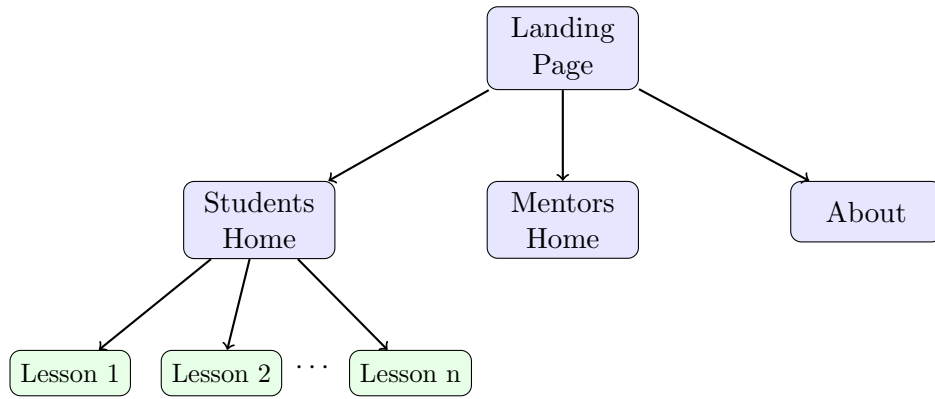 Landing
Page
Students
Home
Mentors
Home
About
Lesson 1
Lesson 2
...
Lesson n